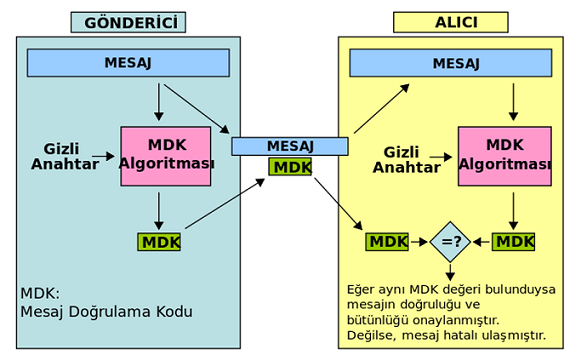 GÖNDERİCİ
MESAJ
Gizli
Anahtar
MDK
Algoritması
MDK
MDK:
Mesaj Doğrulama Kodu
MESAJ
MDK
ALICI
MESAJ
Gizli
Anahtar
MDK
Algoritması
MDK
=?
MDK
Eğer aynı MDK değeri bulunduysa
mesajın doğruluğu ve
bütünlüğü onaylanmıştır.
Değilse, mesaj hatalı ulaşmıştır.